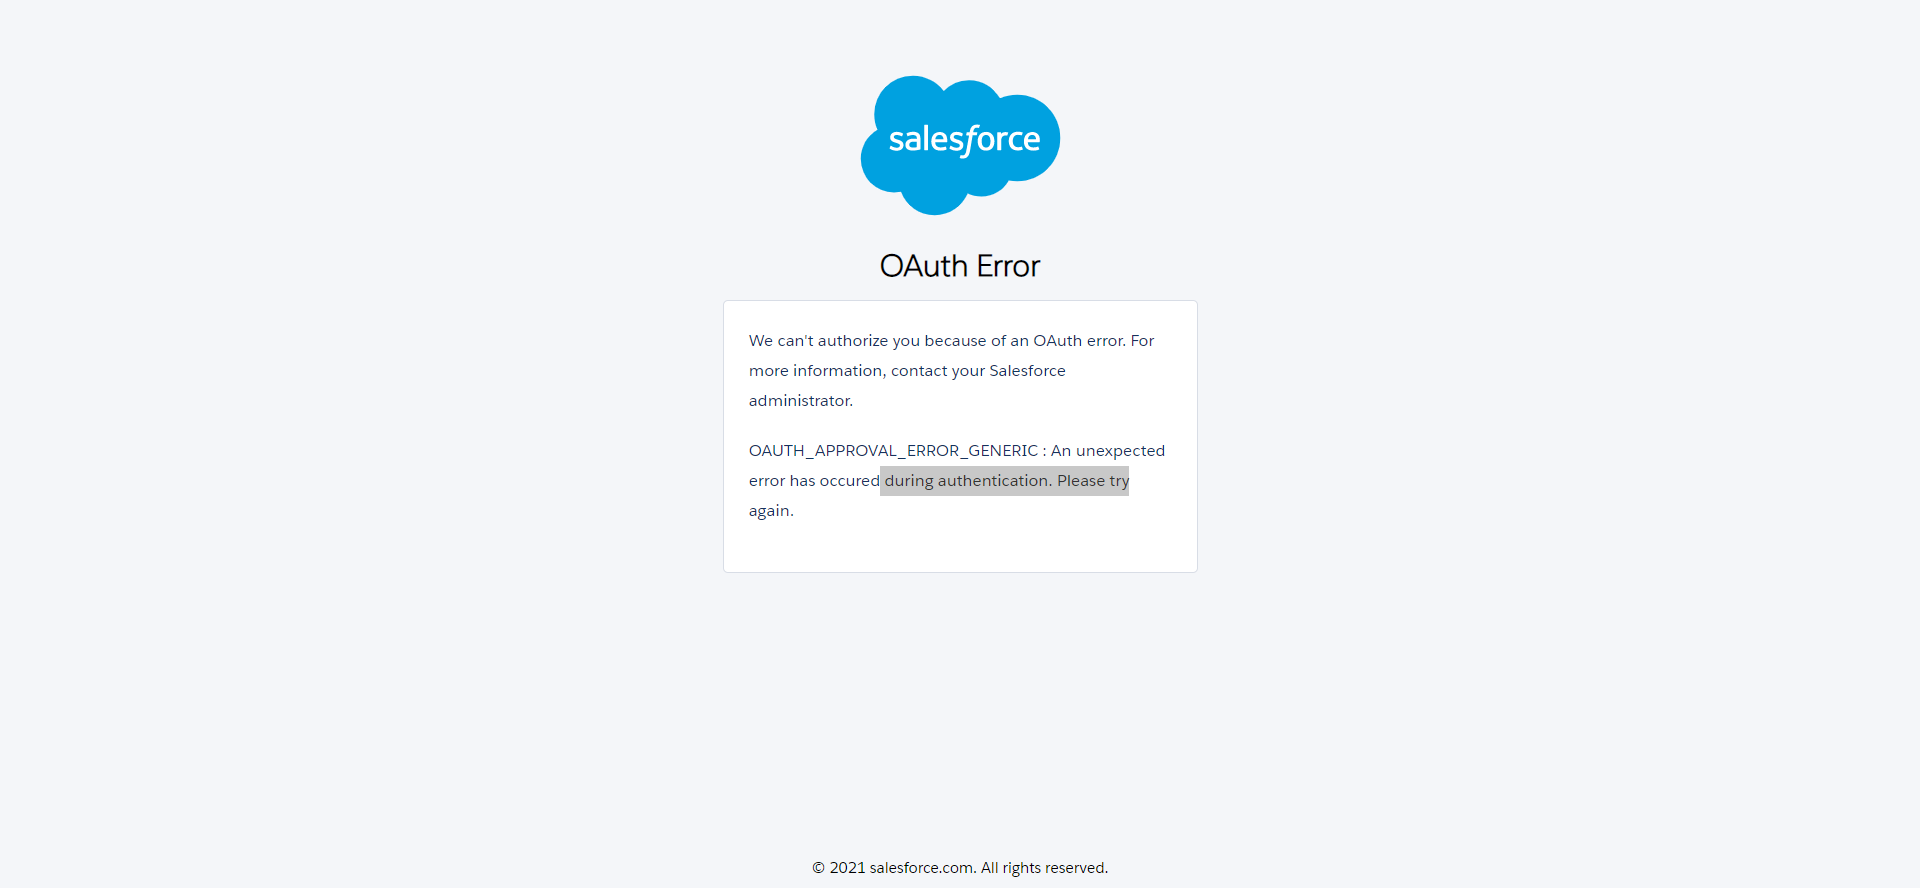 salesforce
OAuth Error
We can't authorize you because of an OAuth error. For
more information, contact your Salesforce
administrator.
OAUTH_APPROVAL_ERROR_GENERIC : An unexpected
error has occured during authentication. Please try
again.
© 2021 salesforce.com. All rights reserved.